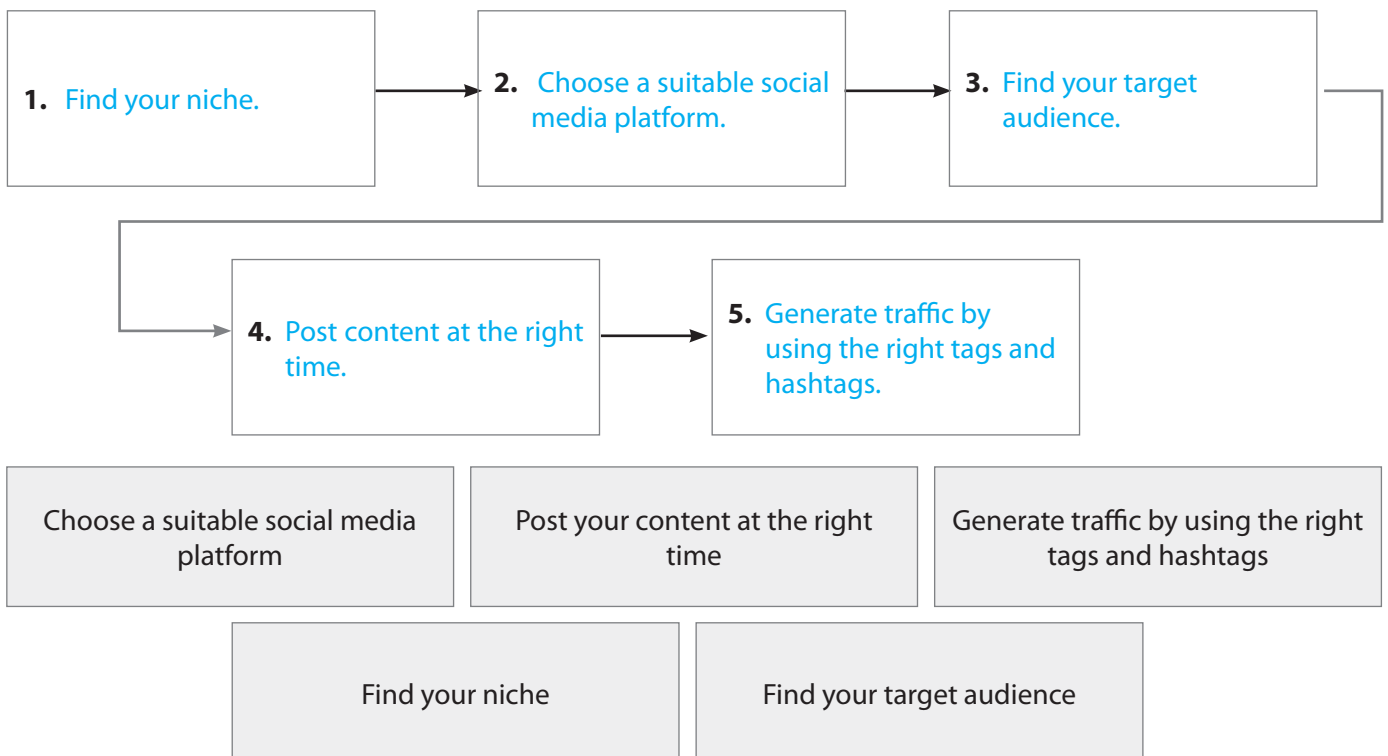 1. Find your niche.
2. Choose a suitable social
media platform.
3. Find your target
audience.
4. Post content at the right
time.
5. Generate traffic by
using the right tags and
hashtags.
Choose a suitable social media
platform
Post your content at the right
time
Generate traffic by using the right
tags and hashtags
Find your niche
Find your target audience